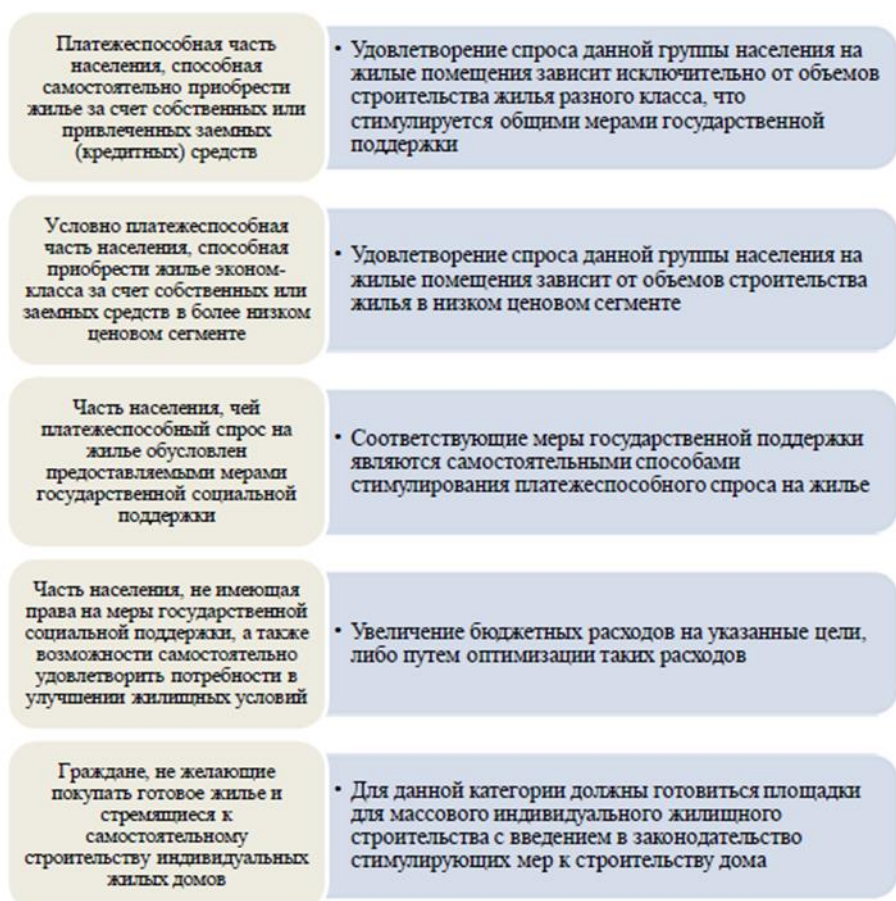 Платежеспособная часть
населения, способная
самостоятельно приобрести
жилье за счет собственных или
привлеченных заемных
(кредитных) средств
• Удовлетворение спроса данной группы населения на
жилые помещения зависит исключительно от объемов
строительства жилья разного класса, что
стимулируется общими мерами государственной
поддержки
Условно платежеспособная
часть населения, способная
приобрести жилье эконом-
класса за счет собственных или
заемных средств в более низком
ценовом сегменте
• Удовлетворение спроса данной группы населения на
жилые помещения зависит от объемов строительства
жилья в низком ценовом сегменте
Часть населения, чей
платежеспособный спрос на
жилье обусловлен
предоставляемыми мерами
государственной социальной
поддержки
• Соответствующие меры государственной поддержки
являются самостоятельными способами
стимулирования платежеспособного спроса на жилье
Часть населения, не имеющая
права на меры государственной
социальной поддержки, а также
возможности самостоятельно
удовлетворить потребности в
улучшении жилищных условий
• Увеличение бюджетных расходов на указанные цели,
либо путем оптимизации таких расходов
Граждане, не желающие
покупать готовое жилье и
стремящиеся к
самостоятельному
строительству индивидуальных
жилых домов
• Для данной категории должны готовиться площадки
для массового индивидуального жилищного
строительства с введением в законодательство
стимулирующих мер к строительству дома